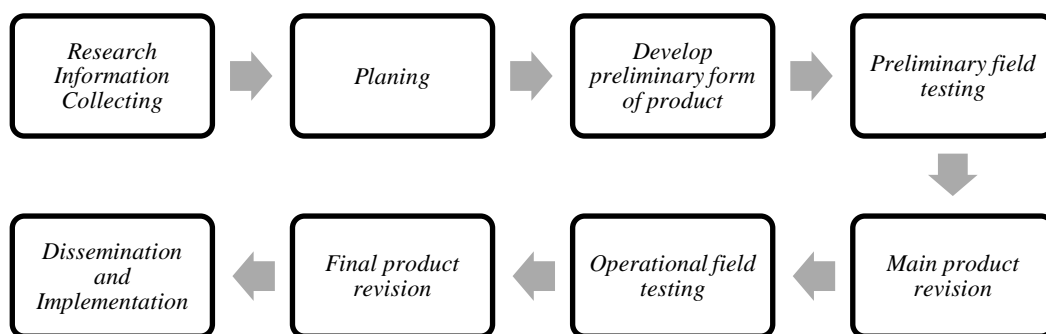 Research
Information
Collecting
Planing
Develop
preliminary form
of product
Preliminary field
testing
Main product
revision
Operational field
testing
Final product
revision
Dissemination
and
Implementation